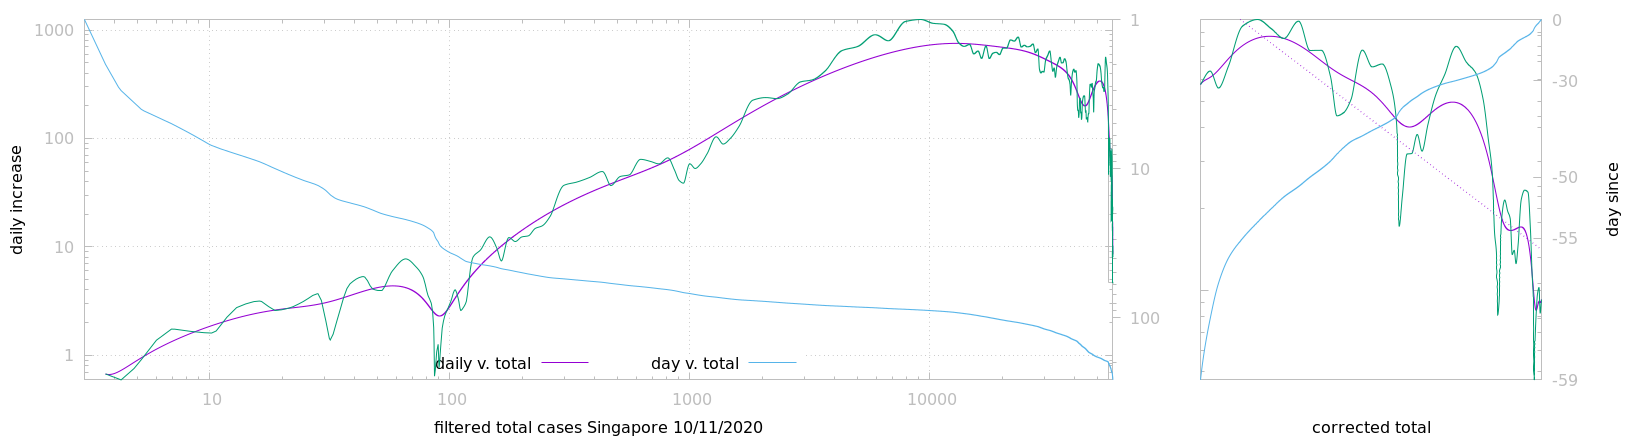 1000
100
10
1
daily increase
10
100
1000
10000
filtered total cases Singapore 10/11/2020
daily v. total
day v. total
1
10
100
0
-30
-50
-55
-59
day since
corrected total